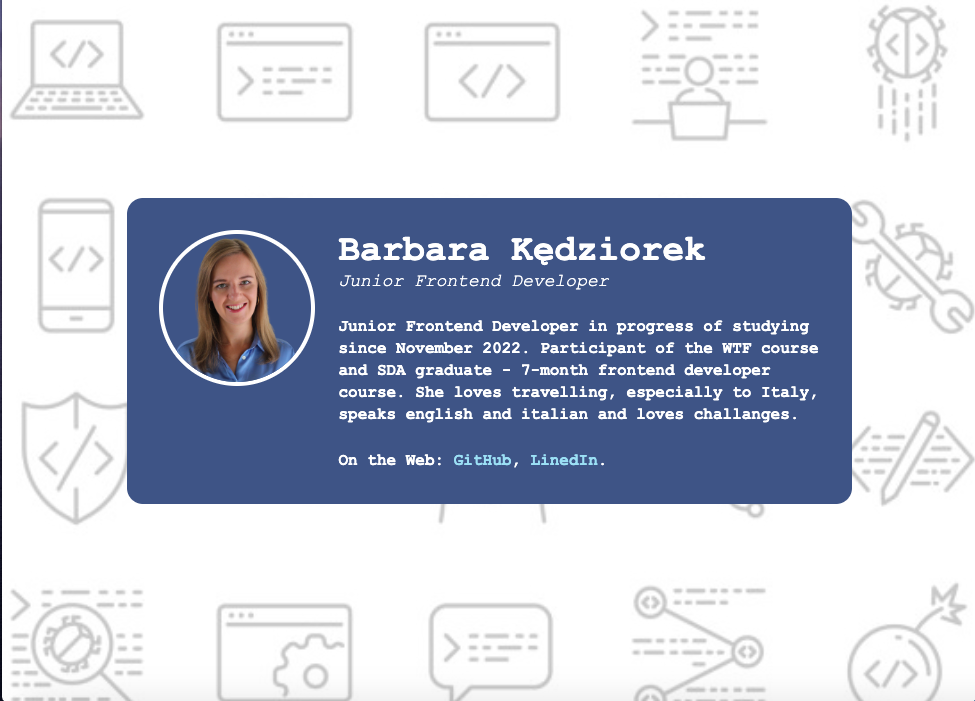 Barbara Kędziorek
Junior Frontend Developer
Junior Frontend Developer in progress of studying
since November 2022. Participant of the WTF course
and SDA graduate - 7-month frontend developer
course. She loves travelling, especially to Italy,
speaks english and italian and loves challanges.
On the Web: GitHub, LinedIn.